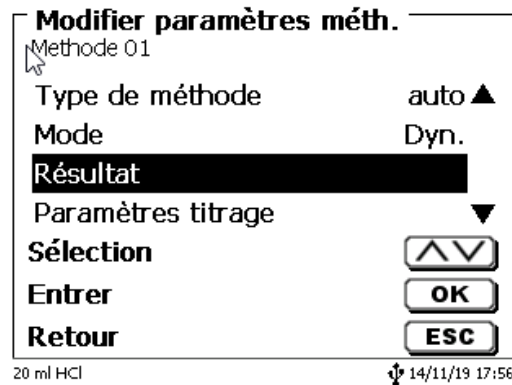 Modifier paramètres méth.
Methode 01
Type de méthode auto
Mode Dyn.
Résultat
Paramètres titrage
Sélection
Entrer OK
Retour ESC
20 ml HCl 14/11/19 17:56